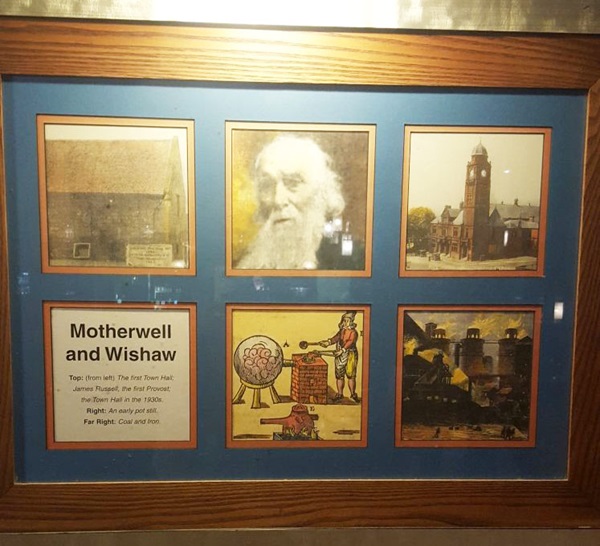 Motherwell
and Wishaw
Top: (from left) The first Town Hall;
James Russell, the first Provost;
the Town Hall in the 1930s.
Right: An early pot still.
Far Right: Coal and Iron.